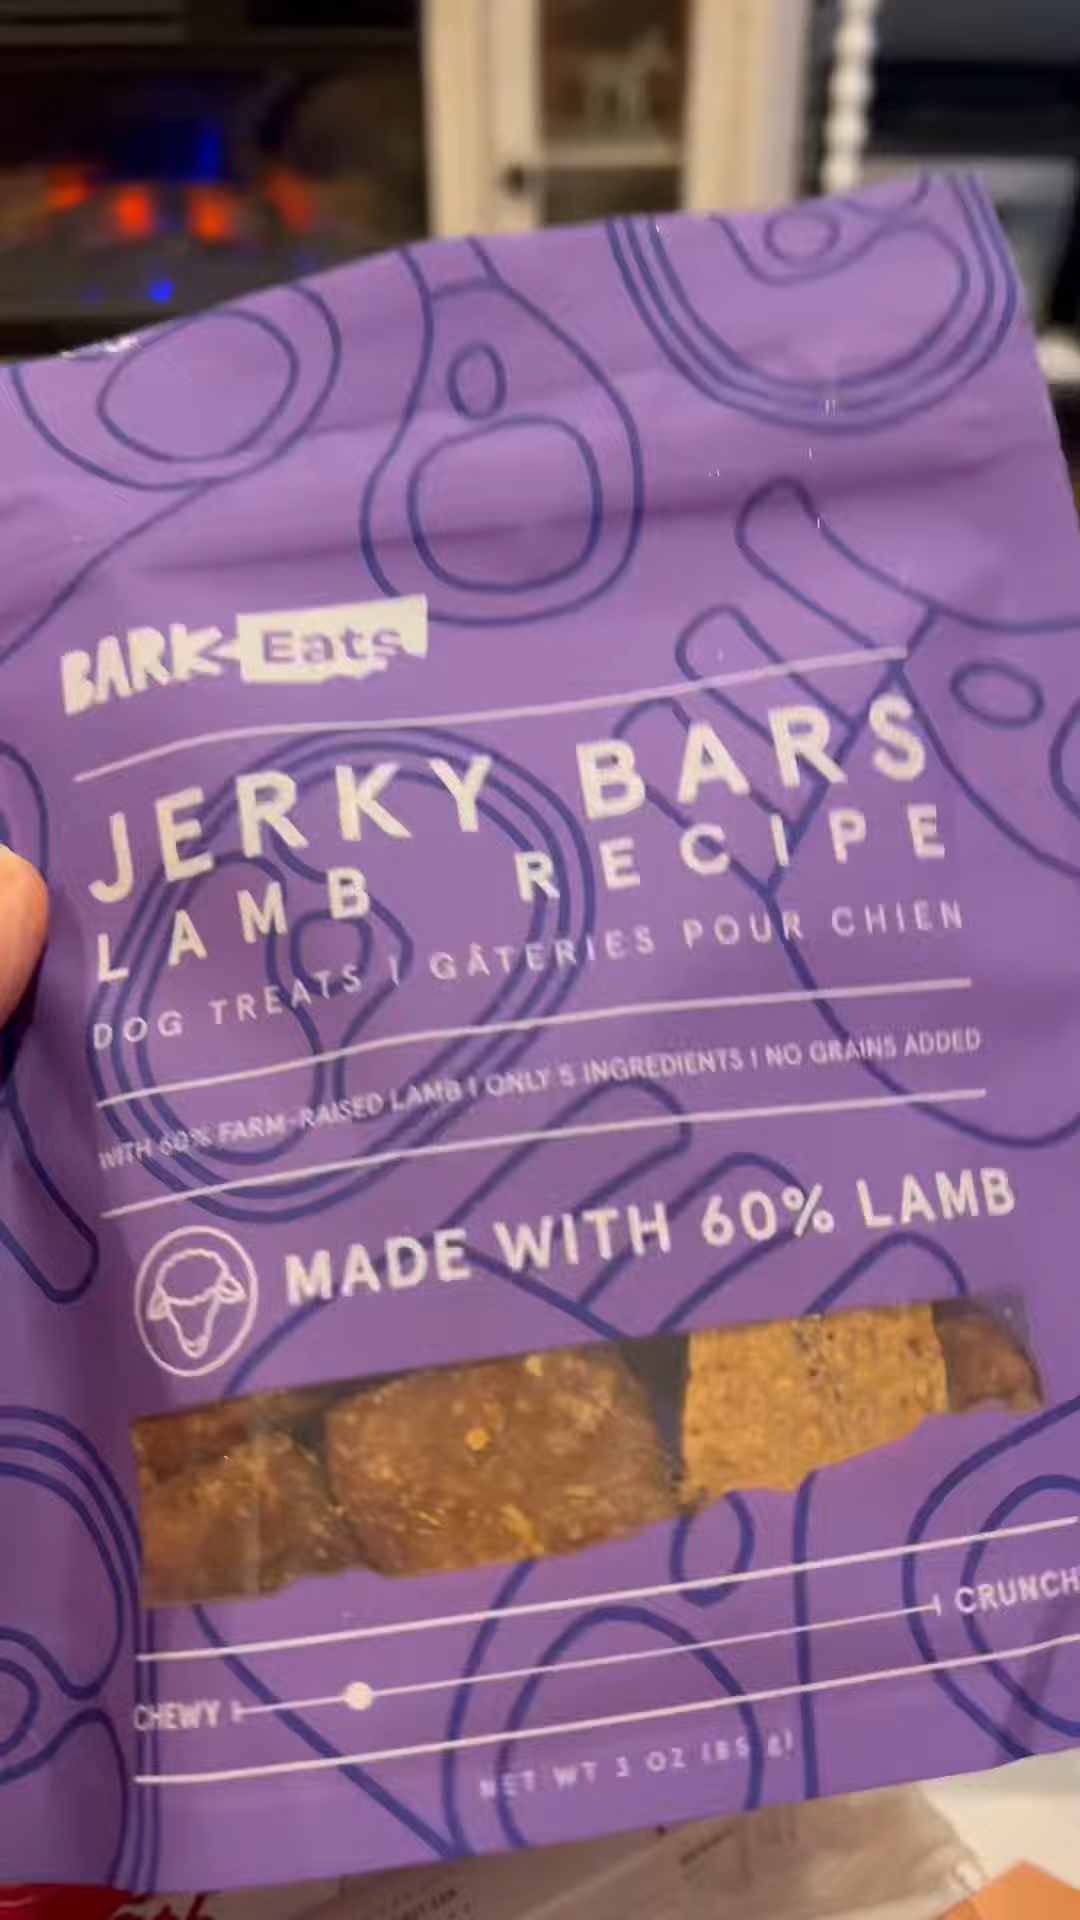 BARK Eats
JERKY BARS
LAMB RECIPE
DOG TREATS | GÂTERIES POUR CHIEN
WITH 60% FARM-RAISED LAMB | ONLY 5 INGREDIENTS | NO GRAINS ADDED
MADE WITH 60% LAMB
CHEWY
CRUNCH
NET WT 3 OZ (85 g)